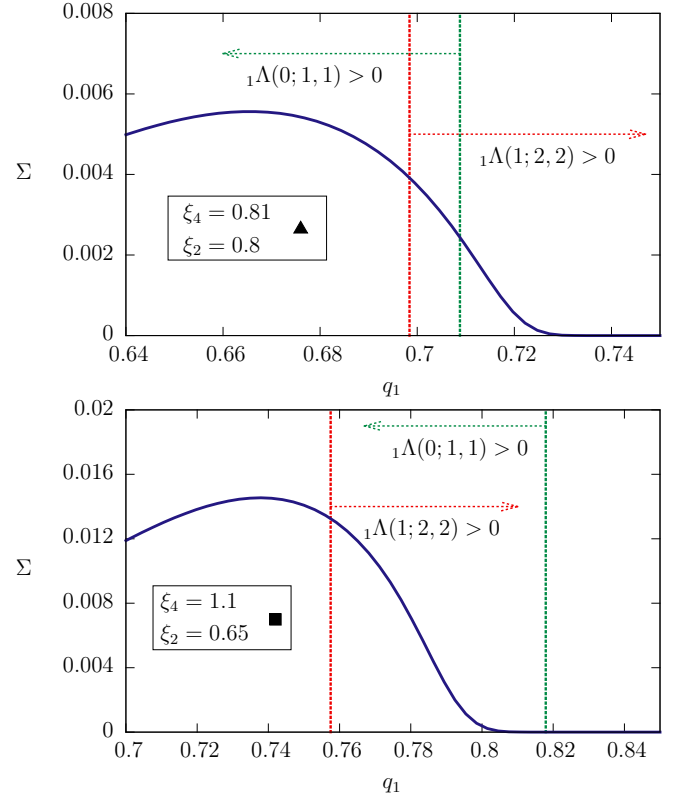 0.008
₁Λ(0; 1, 1) > 0
0.006
₁Λ(1; 2, 2) > 0
Σ
0.004
ξ₄ = 0.81
ξ₂ = 0.8
0.002
0
0.64 0.66 0.68 0.7 0.72 0.74
q₁
0.02
₁Λ(0; 1, 1) > 0
0.016
₁Λ(1; 2, 2) > 0
0.012
Σ
0.008
ξ₄ = 1.1
ξ₂ = 0.65
0.004
0
0.7 0.72 0.74 0.76 0.78 0.8 0.82 0.84
q₁